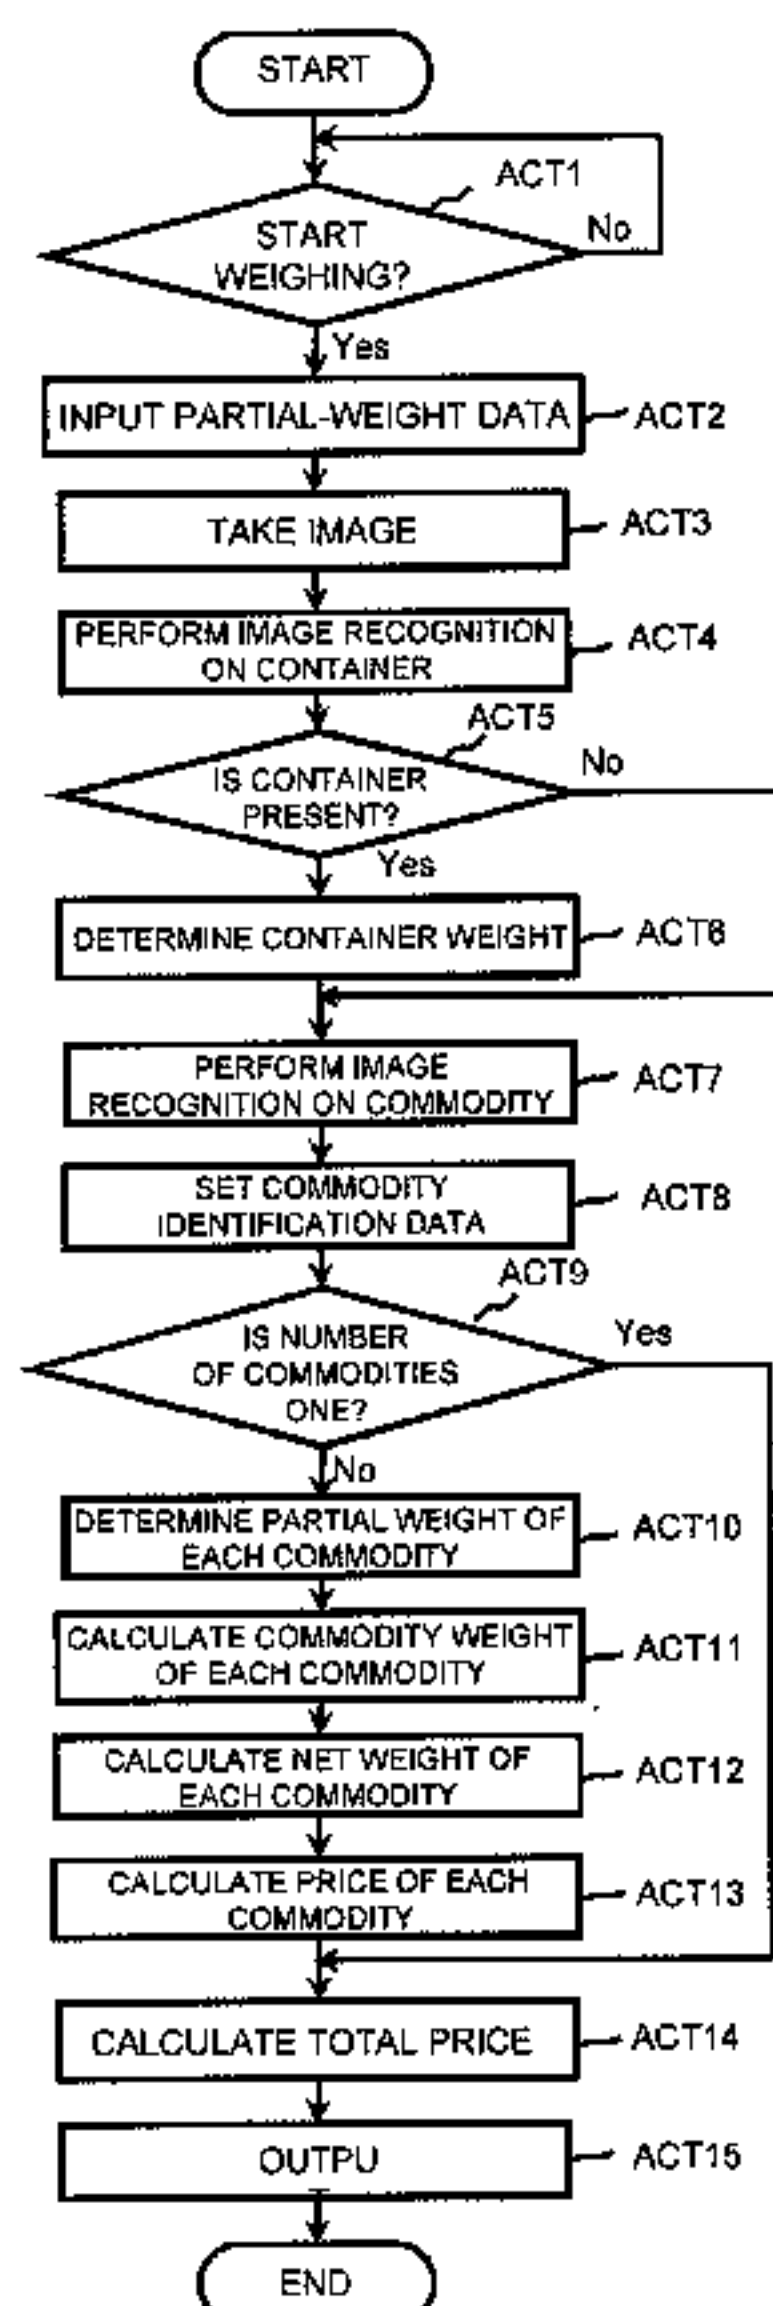 START
ACT1
START
WEIGHING?
No
Yes
INPUT PARTIAL-WEIGHT DATA
ACT2
TAKE IMAGE
ACT3
PERFORM IMAGE RECOGNITION
ON CONTAINER
ACT4
ACT5
IS CONTAINER
PRESENT?
No
Yes
DETERMINE CONTAINER WEIGHT
ACT6
PERFORM IMAGE
RECOGNITION ON COMMODITY
ACT7
SET COMMODITY
IDENTIFICATION DATA
ACT8
ACT9
IS NUMBER
OF COMMODITIES
ONE?
Yes
No
DETERMINE PARTIAL WEIGHT OF
EACH COMMODITY
ACT10
CALCULATE COMMODITY WEIGHT
OF EACH COMMODITY
ACT11
CALCULATE NET WEIGHT OF
EACH COMMODITY
ACT12
CALCULATE PRICE OF EACH
COMMODITY
ACT13
CALCULATE TOTAL PRICE
ACT14
OUTPU
ACT15
END